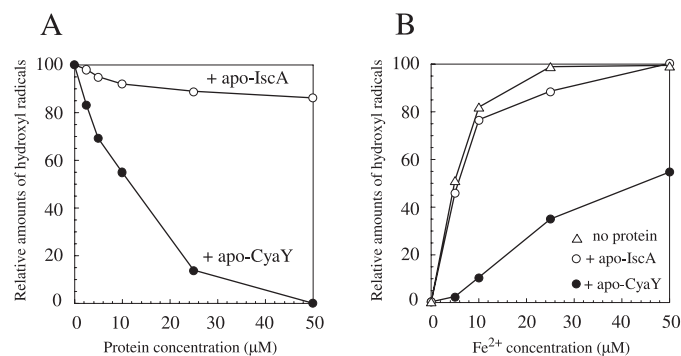 A
Relative amounts of hydroxyl radicals
100
80
60
40
20
0
+ apo-IscA
+ apo-CyaY
0 10 20 30 40 50
Protein concentration (μM)
B
Relative amounts of hydroxyl radicals
100
80
60
40
20
0
no protein
+ apo-IscA
+ apo-CyaY
0 10 20 30 40 50
Fe²⁺ concentration (μM)